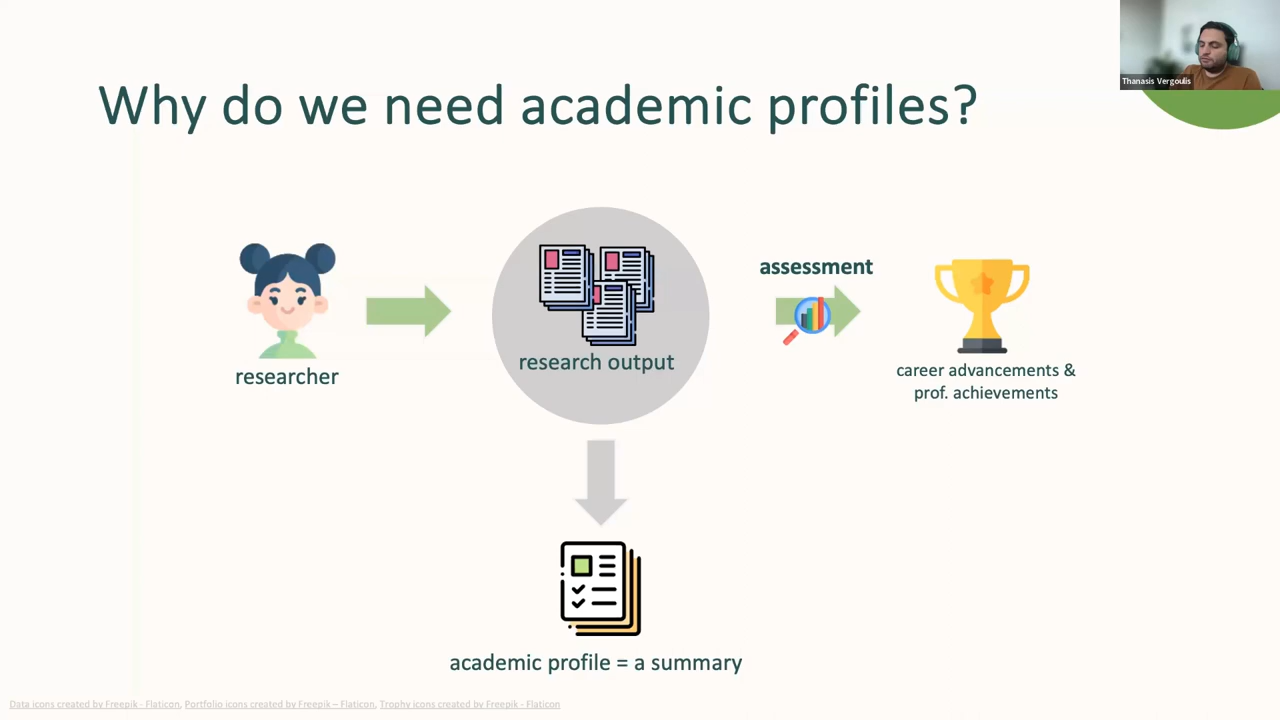 Thanasis Vergoulis
Why do we need academic profiles?
assessment
research output
researcher
career advancements &
prof. achievements
academic profile = a summary
Data icons created by Freepik - Flaticon, Portfolio icons created by Freepik – Flaticon, Trophy icons created by Freepik - Flaticon